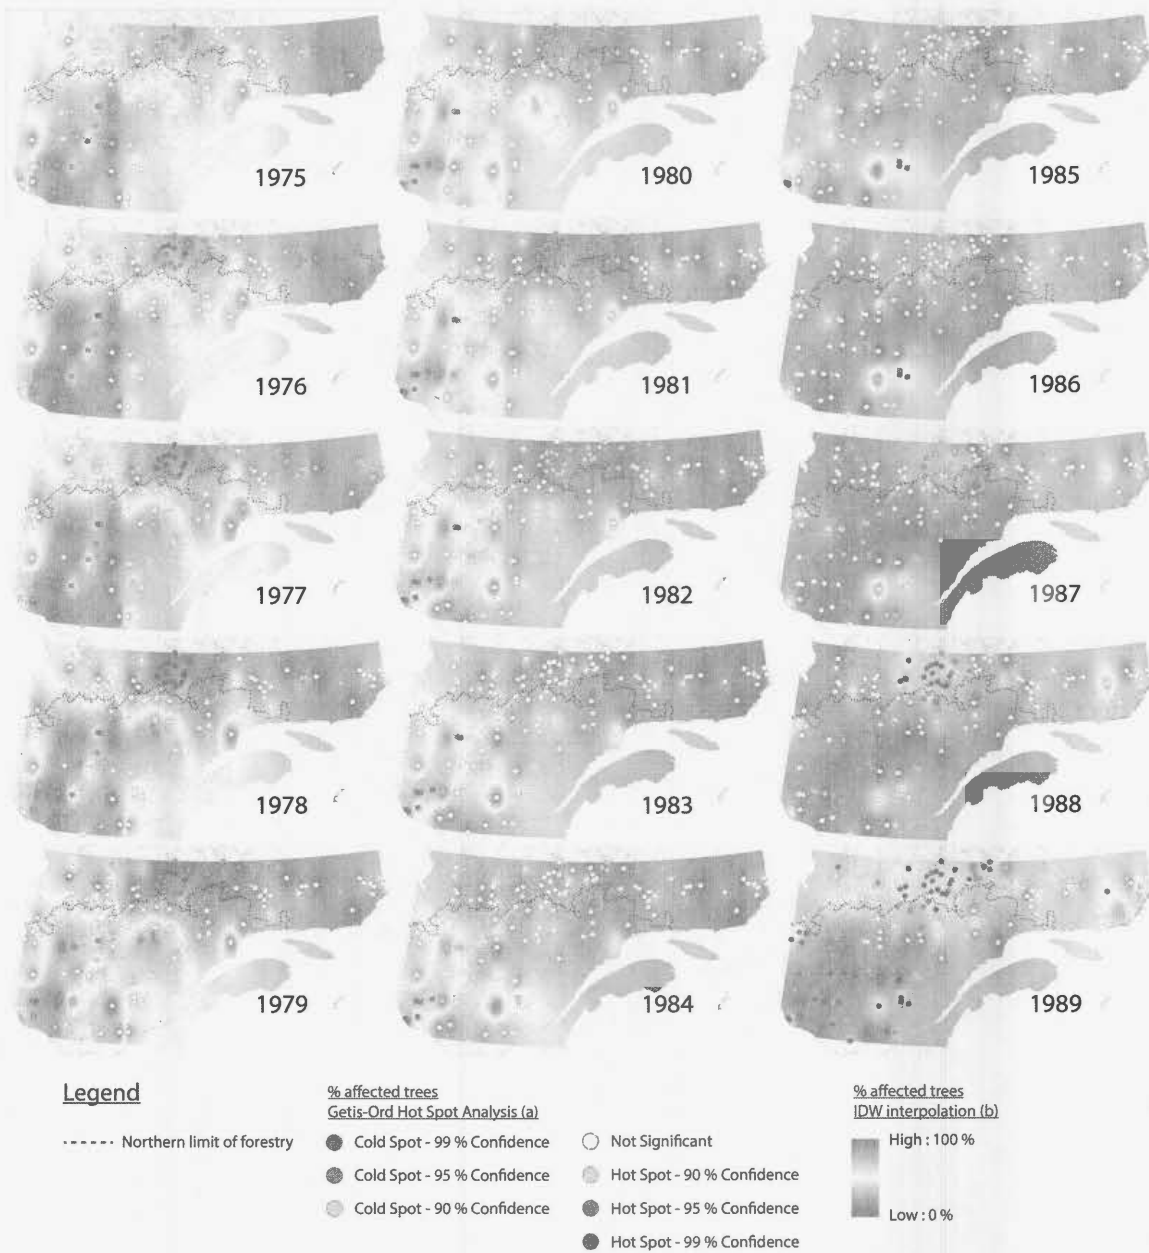 1975
1980
1985
1976
1981
1986
1977
1982
1987
1978
1983
1988
1979
1984
1989
Legend
Northern limit of forestry
% affected trees
Getis-Ord Hot Spot Analysis (a)
Cold Spot - 99 % Confidence
Cold Spot - 95 % Confidence
Cold Spot - 90 % Confidence
Not Significant
Hot Spot - 90 % Confidence
Hot Spot - 95 % Confidence
Hot Spot - 99 % Confidence
% affected trees
IDW interpolation (b)
High : 100 %
Low : 0 %